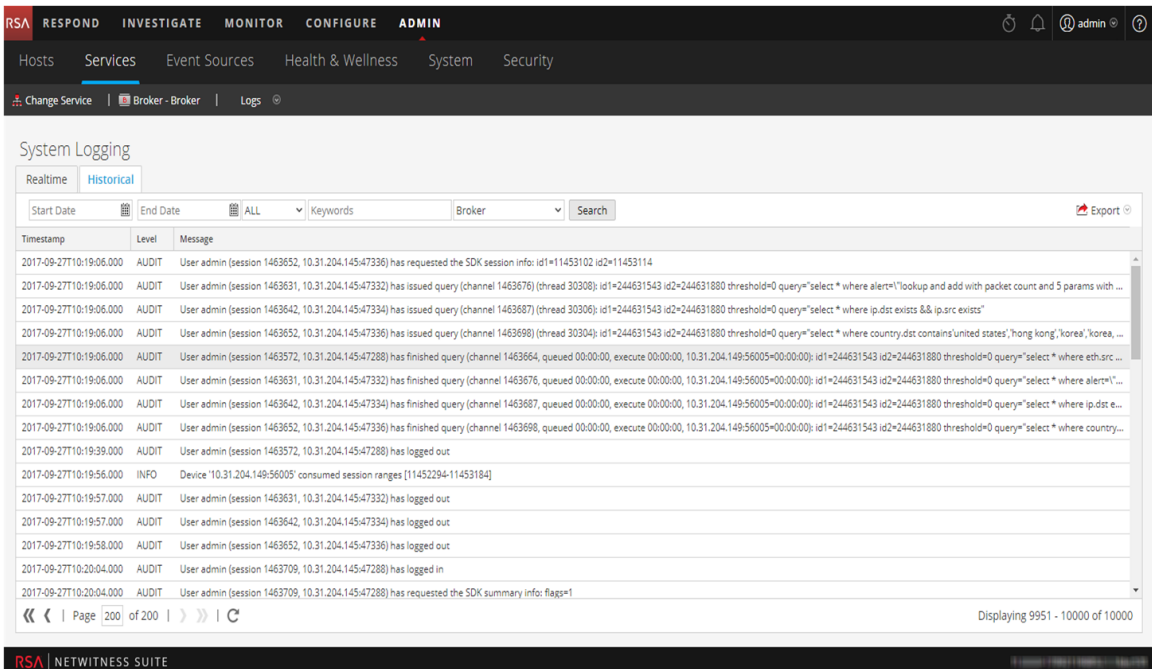 RSA RESPOND INVESTIGATE MONITOR CONFIGURE ADMIN admin
Hosts Services Event Sources Health & Wellness System Security
Change Service | Broker - Broker | Logs
System Logging
Realtime Historical
Start Date End Date ALL Keywords Broker Search Export
Timestamp Level Message
2017-09-27T10:19:06.000 AUDIT User admin (session 1463652, 10.31.204.145:47336) has requested the SDK session info: id1=11453102 id2=11453114
2017-09-27T10:19:06.000 AUDIT User admin (session 1463631, 10.31.204.145:47332) has issued query (channel 1463676) (thread 30308): id1=244631543 id2=244631880 threshold=0 query="select * where alert=\"lookup and add with packet count and 5 params with ...
2017-09-27T10:19:06.000 AUDIT User admin (session 1463642, 10.31.204.145:47334) has issued query (channel 1463687) (thread 30306): id1=244631543 id2=244631880 threshold=0 query="select * where ip.dst exists && ip.src exists"
2017-09-27T10:19:06.000 AUDIT User admin (session 1463652, 10.31.204.145:47336) has issued query (channel 1463698) (thread 30304): id1=244631543 id2=244631880 threshold=0 query="select * where country.dst contains'united states','hong kong','korea','korea, ...
2017-09-27T10:19:06.000 AUDIT User admin (session 1463572, 10.31.204.145:47288) has finished query (channel 1463664, queued 00:00:00, execute 00:00:00, 10.31.204.149:56005=00:00:00): id1=244631543 id2=244631880 threshold=0 query="select * where eth.src ...
2017-09-27T10:19:06.000 AUDIT User admin (session 1463631, 10.31.204.145:47332) has finished query (channel 1463676, queued 00:00:00, execute 00:00:00, 10.31.204.149:56005=00:00:00): id1=244631543 id2=244631880 threshold=0 query="select * where alert=\"...
2017-09-27T10:19:06.000 AUDIT User admin (session 1463642, 10.31.204.145:47334) has finished query (channel 1463687, queued 00:00:00, execute 00:00:00, 10.31.204.149:56005=00:00:00): id1=244631543 id2=244631880 threshold=0 query="select * where ip.dst e...
2017-09-27T10:19:06.000 AUDIT User admin (session 1463652, 10.31.204.145:47336) has finished query (channel 1463698, queued 00:00:00, execute 00:00:00, 10.31.204.149:56005=00:00:00): id1=244631543 id2=244631880 threshold=0 query="select * where country...
2017-09-27T10:19:39.000 AUDIT User admin (session 1463572, 10.31.204.145:47288) has logged out
2017-09-27T10:19:56.000 INFO Device '10.31.204.149:56005' consumed session ranges [11452294-11453184]
2017-09-27T10:19:57.000 AUDIT User admin (session 1463631, 10.31.204.145:47332) has logged out
2017-09-27T10:19:57.000 AUDIT User admin (session 1463642, 10.31.204.145:47334) has logged out
2017-09-27T10:19:58.000 AUDIT User admin (session 1463652, 10.31.204.145:47336) has logged out
2017-09-27T10:20:04.000 AUDIT User admin (session 1463709, 10.31.204.145:47288) has logged in
2017-09-27T10:20:04.000 AUDIT User admin (session 1463709, 10.31.204.145:47288) has requested the SDK summary info: flags=1
Page 200 of 200 Displaying 9951 - 10000 of 10000
RSA | NETWITNESS SUITE